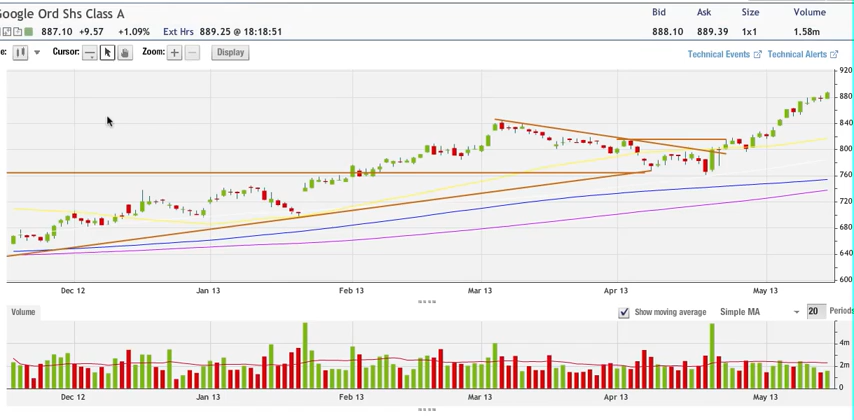 Google Ord Shs Class A
Bid Ask Size Volume
887.10 +9.57 +1.09% Ext Hrs 889.25 @ 18:18:51 888.10 889.39 1x1 1.58m
e: Cursor: Zoom: + − Display Technical Events Technical Alerts
920
880
840
800
760
720
680
640
600
Dec 12 Jan 13 Feb 13 Mar 13 Apr 13 May 13
Volume Show moving average Simple MA 20 Periods
4m
2m
0
Dec 12 Jan 13 Feb 13 Mar 13 Apr 13 May 13